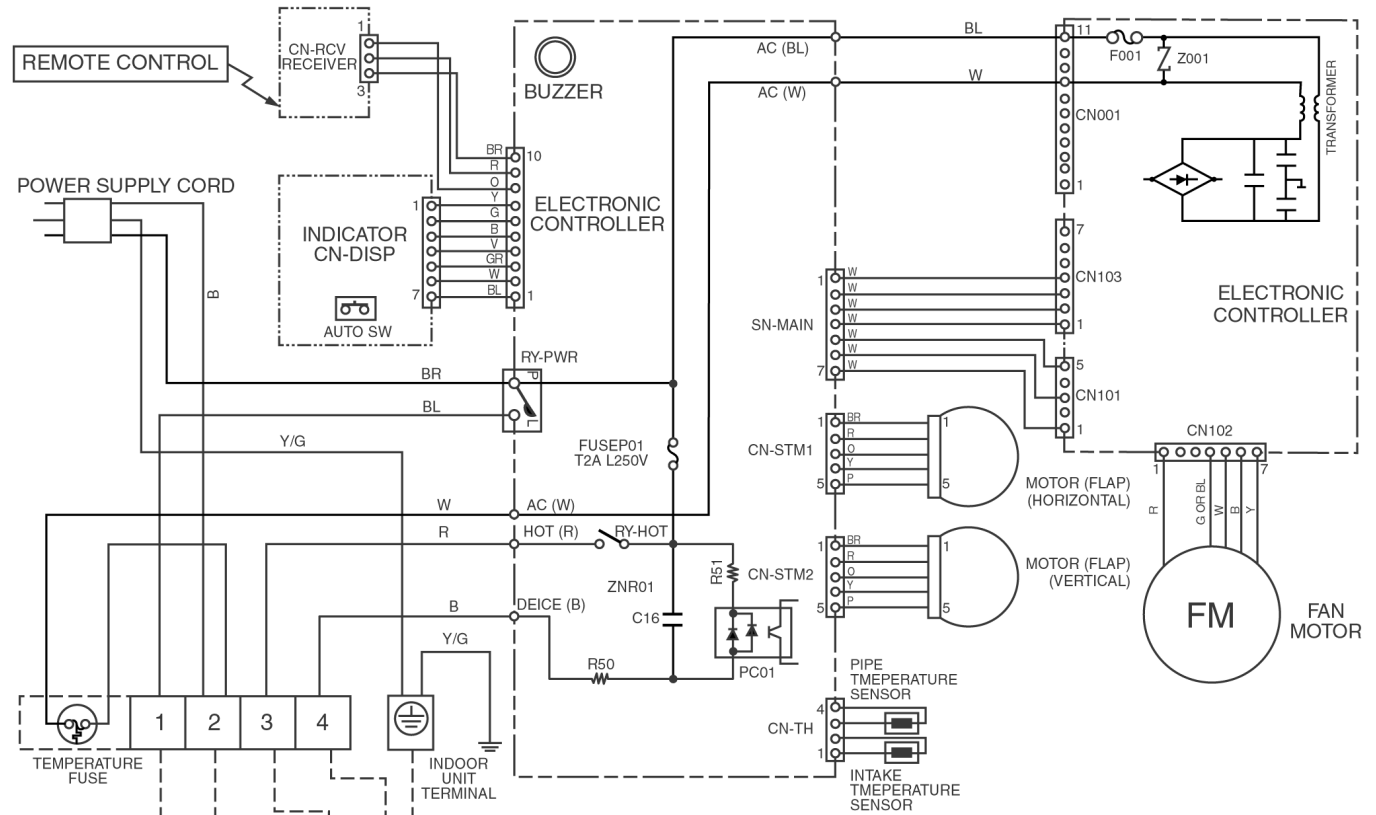 REMOTE CONTROL
1
CN-RCV
RECEIVER
3
BUZZER
AC (BL)
AC (W)
BL
W
11
F001
Z001
CN001
1
TRANSFORMER
POWER SUPPLY CORD
B
INDICATOR
CN-DISP
1
7
AUTO SW
BR
R
O
Y
G
B
V
GR
W
BL
10
1
ELECTRONIC
CONTROLLER
7
CN103
1
ELECTRONIC
CONTROLLER
SN-MAIN
1
7
W
W
W
W
W
W
W
5
CN101
1
RY-PWR
P
L
BR
BL
Y/G
FUSEP01
T2A L250V
CN-STM1
1
5
BR
R
O
Y
P
1
5
MOTOR (FLAP)
(HORIZONTAL)
CN102
1
7
R
G OR BL
W
B
Y
FM
FAN
MOTOR
W
AC (W)
R
HOT (R)
RY-HOT
ZNR01
C16
R51
PC01
CN-STM2
1
5
BR
R
O
Y
P
1
5
MOTOR (FLAP)
(VERTICAL)
B
DEICE (B)
Y/G
R50
PIPE
TMEPERATURE
SENSOR
4
CN-TH
1
INTAKE
TMEPERATURE
SENSOR
1
2
3
4
TEMPERATURE
FUSE
INDOOR
UNIT
TERMINAL